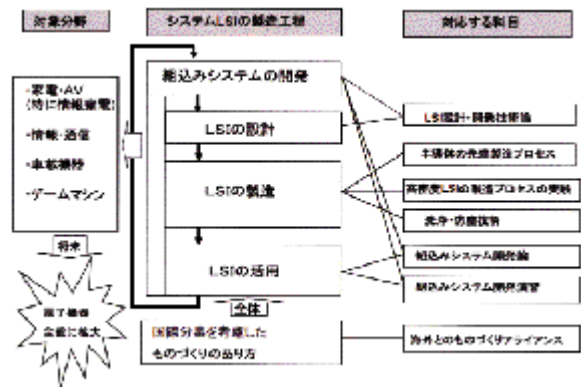 対象分野
システムLSIの製造工程
対応する科目
・家電・AV
(特に情報家電)
・情報・通信
・車載機器
・ゲームマシン
将来
電子機器
全般に拡大
組込みシステムの開発
LSIの設計
LSIの製造
LSIの活用
全体
国際分業を考慮した
ものづくりの在り方
LSI設計・開発技術論
半導体の先端製造プロセス
高密度LSIの製造プロセスの実験
洗浄・防塵技術
組込みシステム開発論
組込みシステム開発演習
海外とのものづくりアライアンス